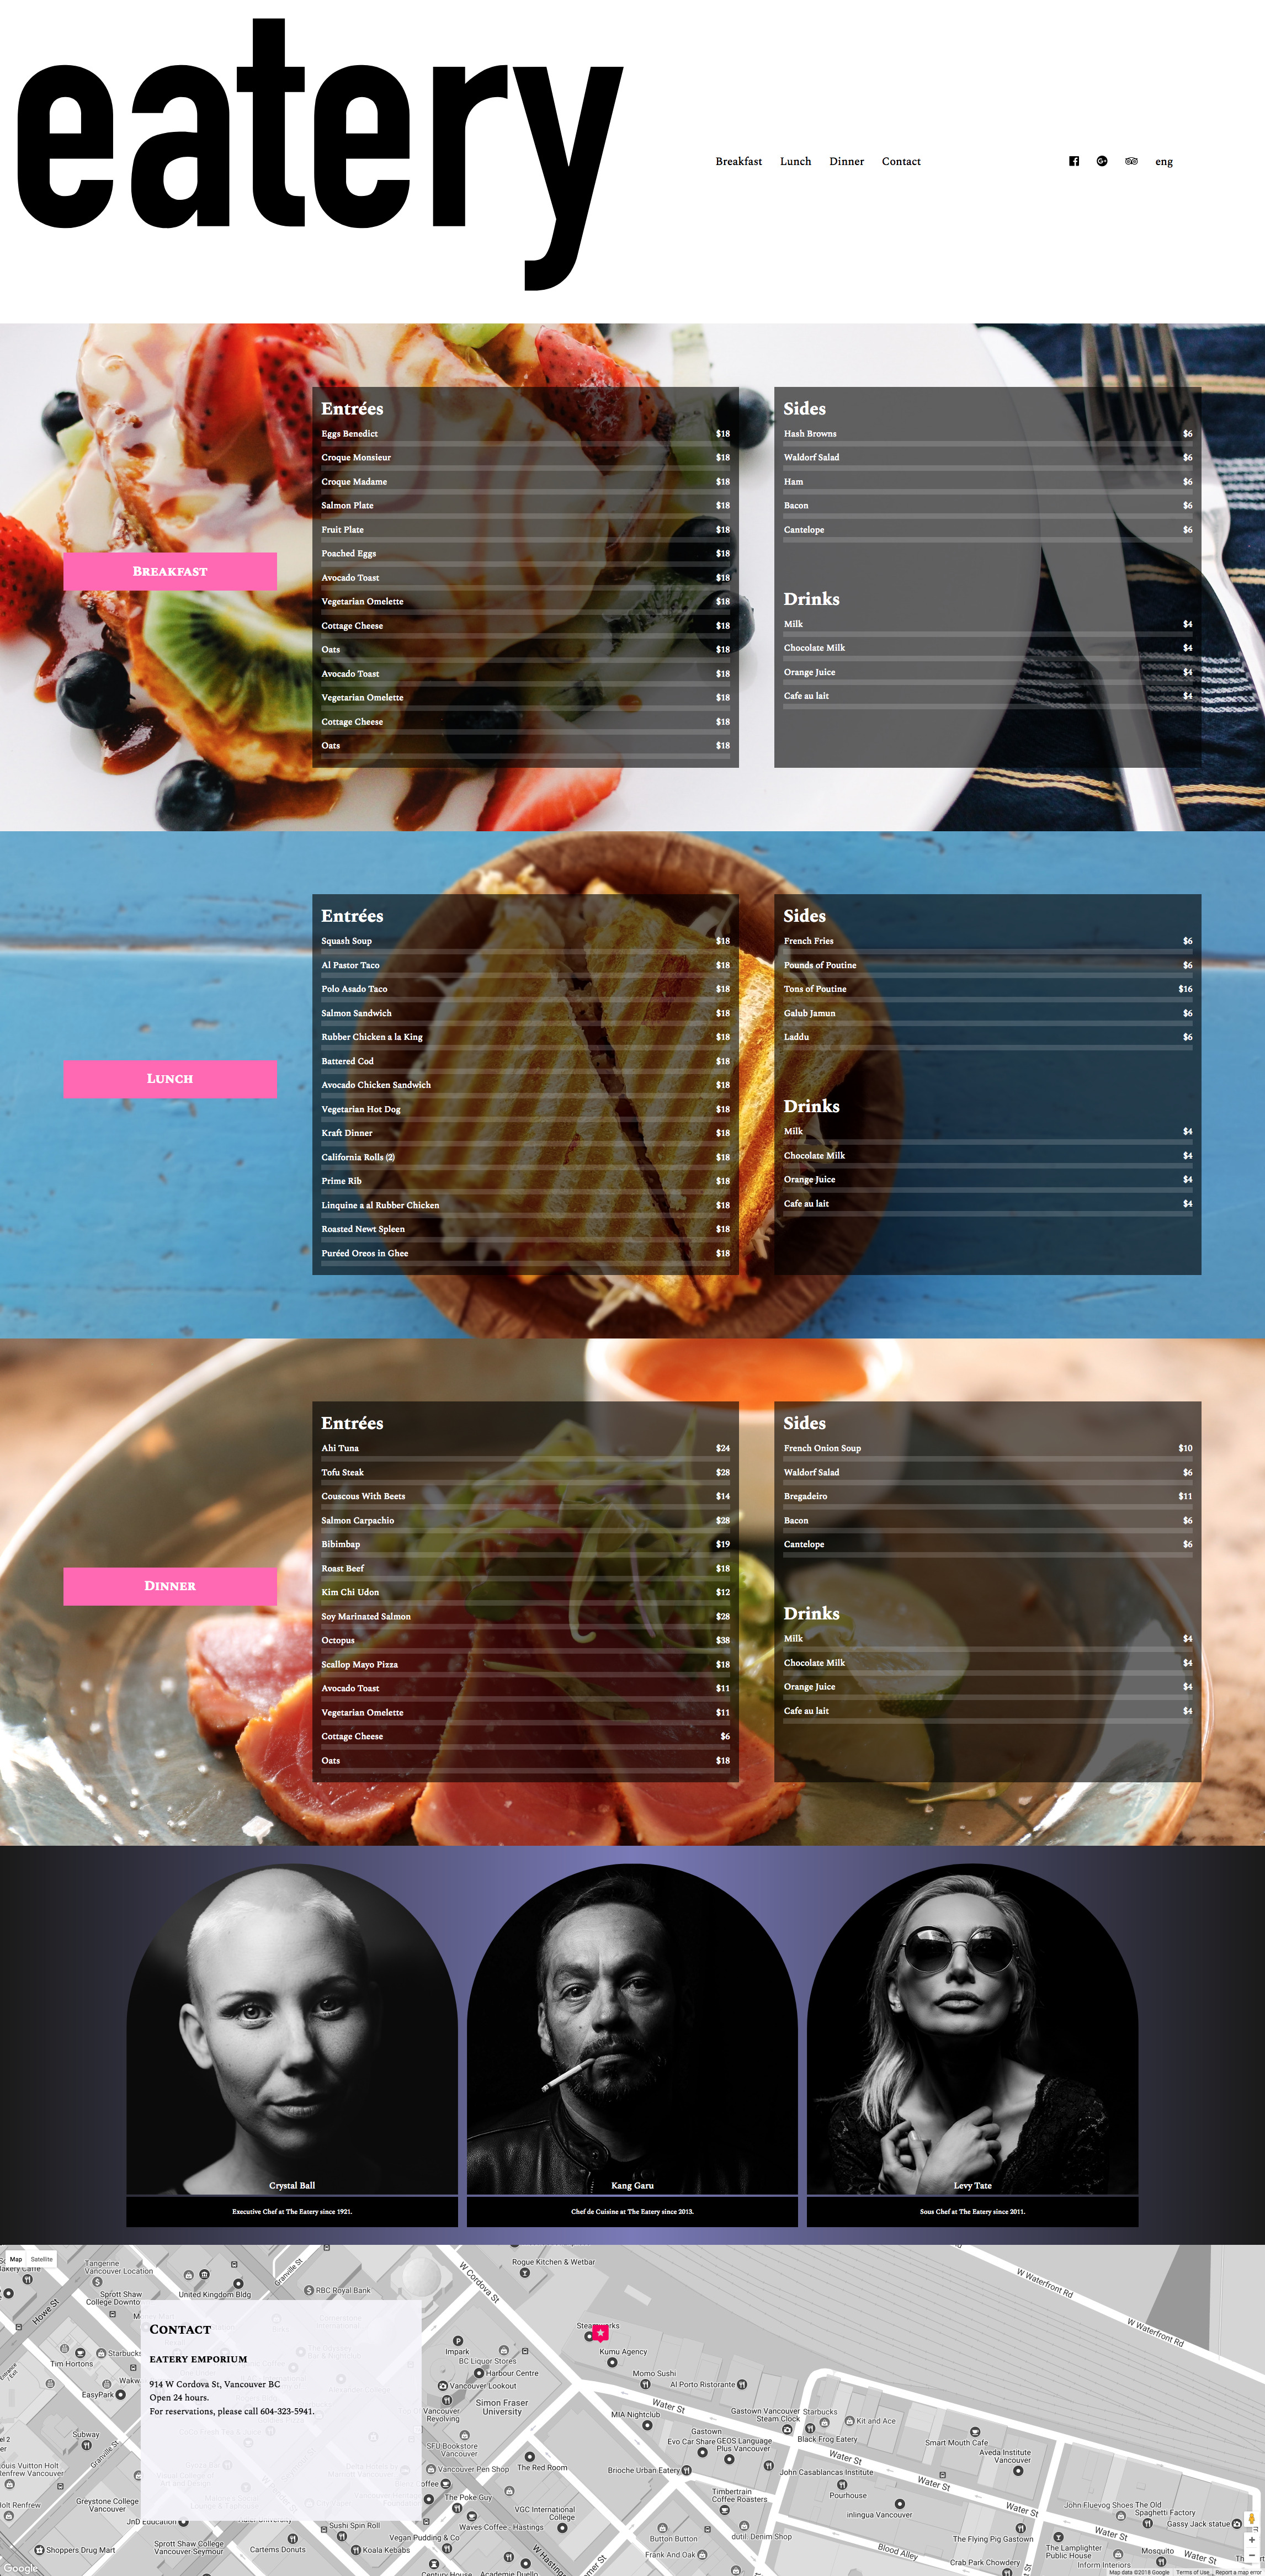 eatery
Breakfast Lunch Dinner Contact eng
Breakfast
Entrées
Eggs Benedict $18
Croque Monsieur $18
Croque Madame $18
Salmon Plate $18
Fruit Plate $18
Poached Eggs $18
Avocado Toast $18
Vegetarian Omelette $18
Cottage Cheese $18
Oats $18
Avocado Toast $18
Vegetarian Omelette $18
Cottage Cheese $18
Oats $18
Sides
Hash Browns $6
Waldorf Salad $6
Ham $6
Bacon $6
Cantelope $6
Drinks
Milk $4
Chocolate Milk $4
Orange Juice $4
Cafe au lait $4
Lunch
Entrées
Squash Soup $18
Al Pastor Taco $18
Polo Asado Taco $18
Salmon Sandwich $18
Rubber Chicken a la King $18
Battered Cod $18
Avocado Chicken Sandwich $18
Vegetarian Hot Dog $18
Kraft Dinner $18
California Rolls (2) $18
Prime Rib $18
Linquine a al Rubber Chicken $18
Roasted Newt Spleen $18
Puréed Oreos in Ghee $18
Sides
French Fries $6
Pounds of Poutine $6
Tons of Poutine $16
Galub Jamun $6
Laddu $6
Drinks
Milk $4
Chocolate Milk $4
Orange Juice $4
Cafe au lait $4
Dinner
Entrées
Ahi Tuna $24
Tofu Steak $28
Couscous With Beets $14
Salmon Carpachio $28
Bibimbap $19
Roast Beef $18
Kim Chi Udon $12
Soy Marinated Salmon $28
Octopus $38
Scallop Mayo Pizza $18
Avocado Toast $11
Vegetarian Omelette $11
Cottage Cheese $6
Oats $18
Sides
French Onion Soup $10
Waldorf Salad $6
Bregadeiro $11
Bacon $6
Cantelope $6
Drinks
Milk $4
Chocolate Milk $4
Orange Juice $4
Cafe au lait $4
Crystal Ball
Executive Chef at The Eatery since 1921.
Kang Garu
Chef de Cuisine at The Eatery since 2013.
Levy Tate
Sous Chef at The Eatery since 2011.
Map Satellite
Contact
EATERY EMPORIUM
914 W Cordova St, Vancouver BC
Open 24 hours.
For reservations, please call 604-323-5941.
Tangerine
Vancouver Location
Sprott Shaw
College Downto
United Kingdom Bldg
Granville St
RBC Royal Bank
Howe St
Tim Hortons
Starbucks
EasyPark
Subway
Granville St
Greystone College
Vancouver
JnD Education
Shoppers Drug Mart
Sprott Shaw College
Vancouver-Seymour
Cartems Donuts
Sushi Spin Roll
Koala Kebabs
Vegan Pudding & Co
Century House
Academie Duello
W Cordova St
Rogue Kitchen & Wetbar
Impark
BC Liquor Stores
Harbour Centre
Vancouver Lookout
Vancouver
Revolving
Simon Fraser
University
SFU Bookstore
Vancouver
Vancouver Pen Shop
The Red Room
The Poke Guy
VGC International
College
Waves Coffee - Hastings
W Hastings
Kumu Agency
Momo Sushi
Al Porto Ristorante
MIA Nightclub
Water St
Gastown
Evo Car Share
GEOS Language
Plus Vancouver
Brioche Urban Eatery
Timbertrain
Coffee Roasters
Button Button
dutil. Denim Shop
Frank And Oak
Gastown Vancouver
Steam Clock
Starbucks
Kit and Ace
Black Frog Eatery
Water St
John Casablancas Institute
Pourhouse
inlingua Vancouver
Smart Mouth Cafe
Aveda Institute
Vancouver
Water St
Water St
Blood Alley
The Flying Pig Gastown
Crab Park Chowdery
John Fluevog Shoes
The Old
Spaghetti Factory
Gassy Jack statue
The Lamplighter
Public House
Water St
Mosquito
Inform Interiors
Water St
W Waterfront Rd
W Waterfront Rd
Google
Map data ©2018 Google Terms of Use Report a map error